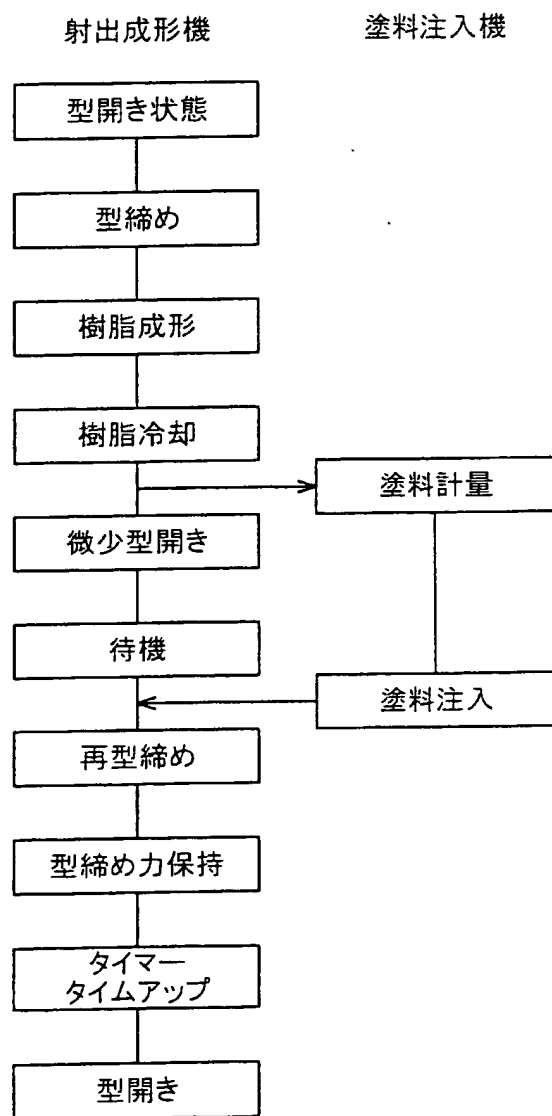 射出成形機
塗料注入機
型開き状態
型締め
樹脂成形
樹脂冷却
塗料計量
微少型開き
待機
塗料注入
再型締め
型締め力保持
タイマー
タイムアップ
型開き